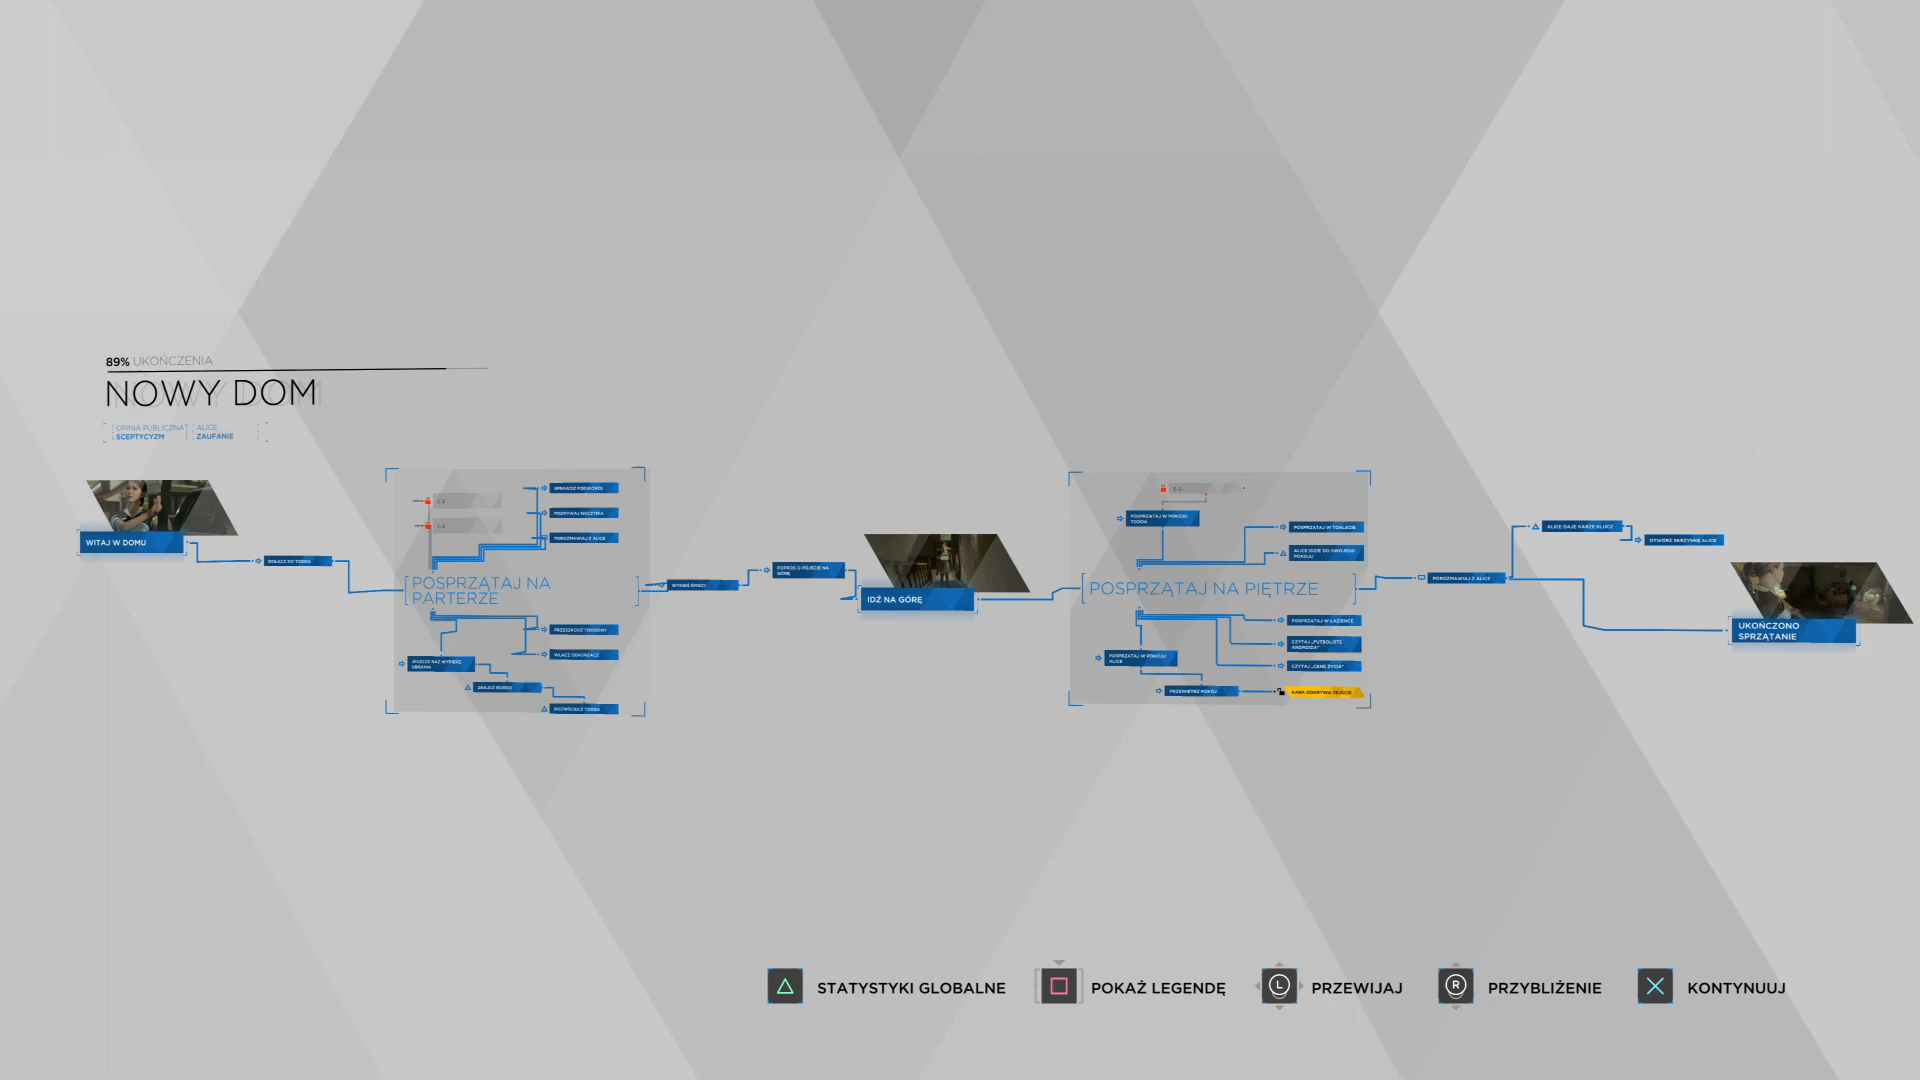 89% UKOŃCZENIA
NOWY DOM
OPINIA PUBLICZNA
SCEPTYCYZM
ALICE
ZAUFANIE
WITAJ W DOMU
DOŁĄCZ DO TODDA
[...]
[...]
SPRAWDŹ PODWÓRZE
POZMYWAJ NACZYNIA
POROZMAWIAJ Z ALICE
POSPRZĄTAJ NA
PARTERZE
PRZESZKODŹ TODDOWI
WŁĄCZ ODKURZACZ
JESZCZE RAZ WYPIERZ
UBRANIA
ZNAJDŹ
ROZWŚCIECZ TODDA
WYNIEŚ ŚMIECI
POPROŚ O PÓJŚCIE NA
GÓRĘ
IDŹ NA GÓRĘ
[...]
POSPRZĄTAJ W POKOJU
TODDA
POSPRZĄTAJ W TOALECIE
ALICE IDZIE DO SWOJEGO
POKOJU
POSPRZĄTAJ NA PIĘTRZE
POSPRZĄTAJ W ŁAZIENCE
CZYTAJ „FUTBOLISTĘ
ANDROIDA"
CZYTAJ „CENĘ ŻYCIA"
POSPRZĄTAJ W POKOJU
ALICE
PRZEWIETRZ POKÓJ
KARA ODKRYWA ZEJŚCIE
POROZMAWIAJ Z ALICE
ALICE DAJE KARZE KLUCZ
OTWÓRZ SKRZYNKĘ ALICE
UKOŃCZONO
SPRZĄTANIE
STATYSTYKI GLOBALNE
POKAŻ LEGENDĘ
L
PRZEWIJAJ
R
PRZYBLIŻENIE
KONTYNUUJ